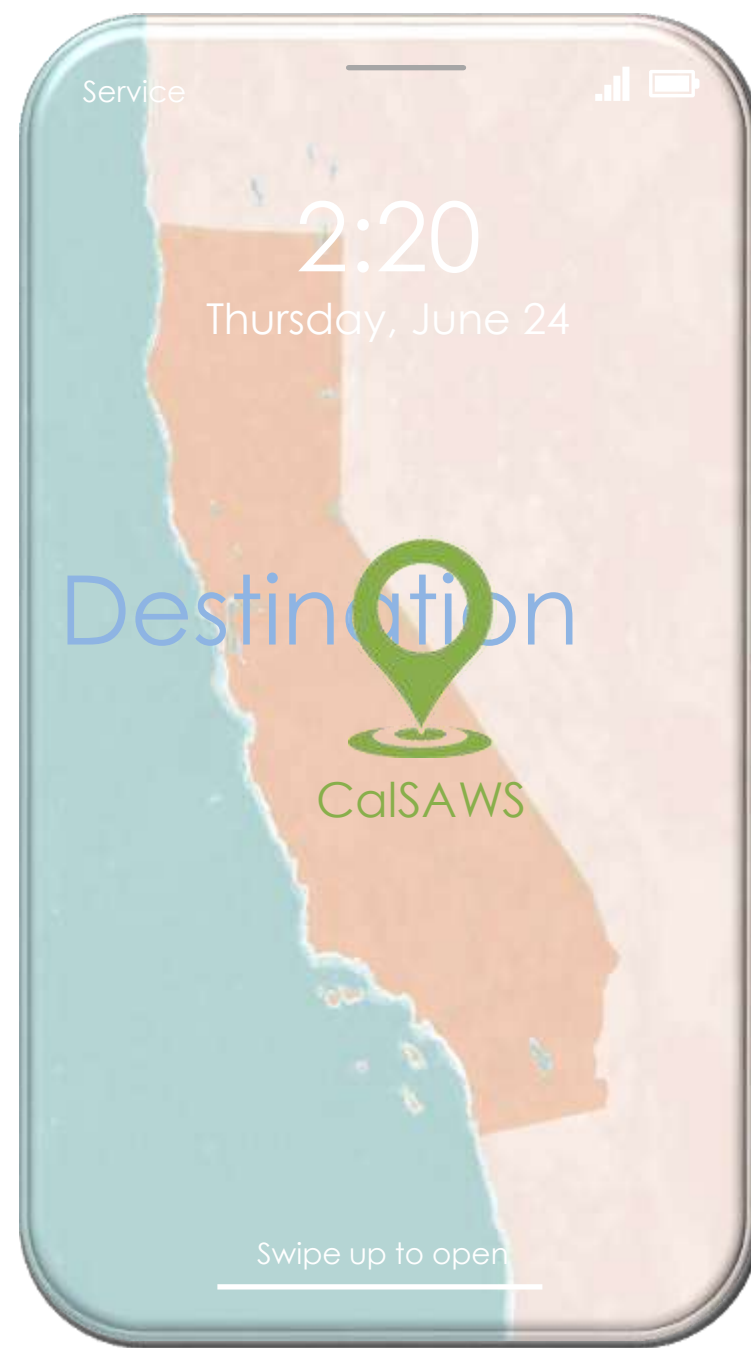 Service
2:20
Thursday, June 24
Destination
CalSAWS
Swipe up to open